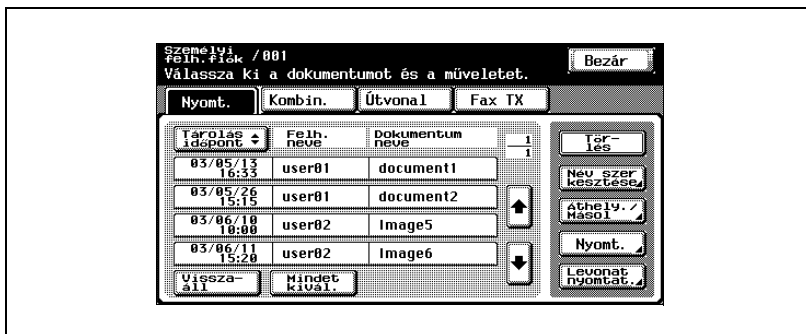 Személyi
felh.fiók /001
Válassza ki a dokumentumot és a műveletet.
Bezár
Nyomt. Kombin. Útvonal Fax TX
Tárolás
időpont
Felh.
neve
Dokumentum
neve
1
1
03/05/13
16:33
user01 document1
03/05/26
15:15
user01 document2
03/06/10
10:00
user02 Image5
03/06/11
15:20
user02 Image6
Vissza-
áll
Mindet
kivál.
Tör-
lés
Név szer
kesztése
Áthely./
Másol
Nyomt.
Levonat
nyomtat.